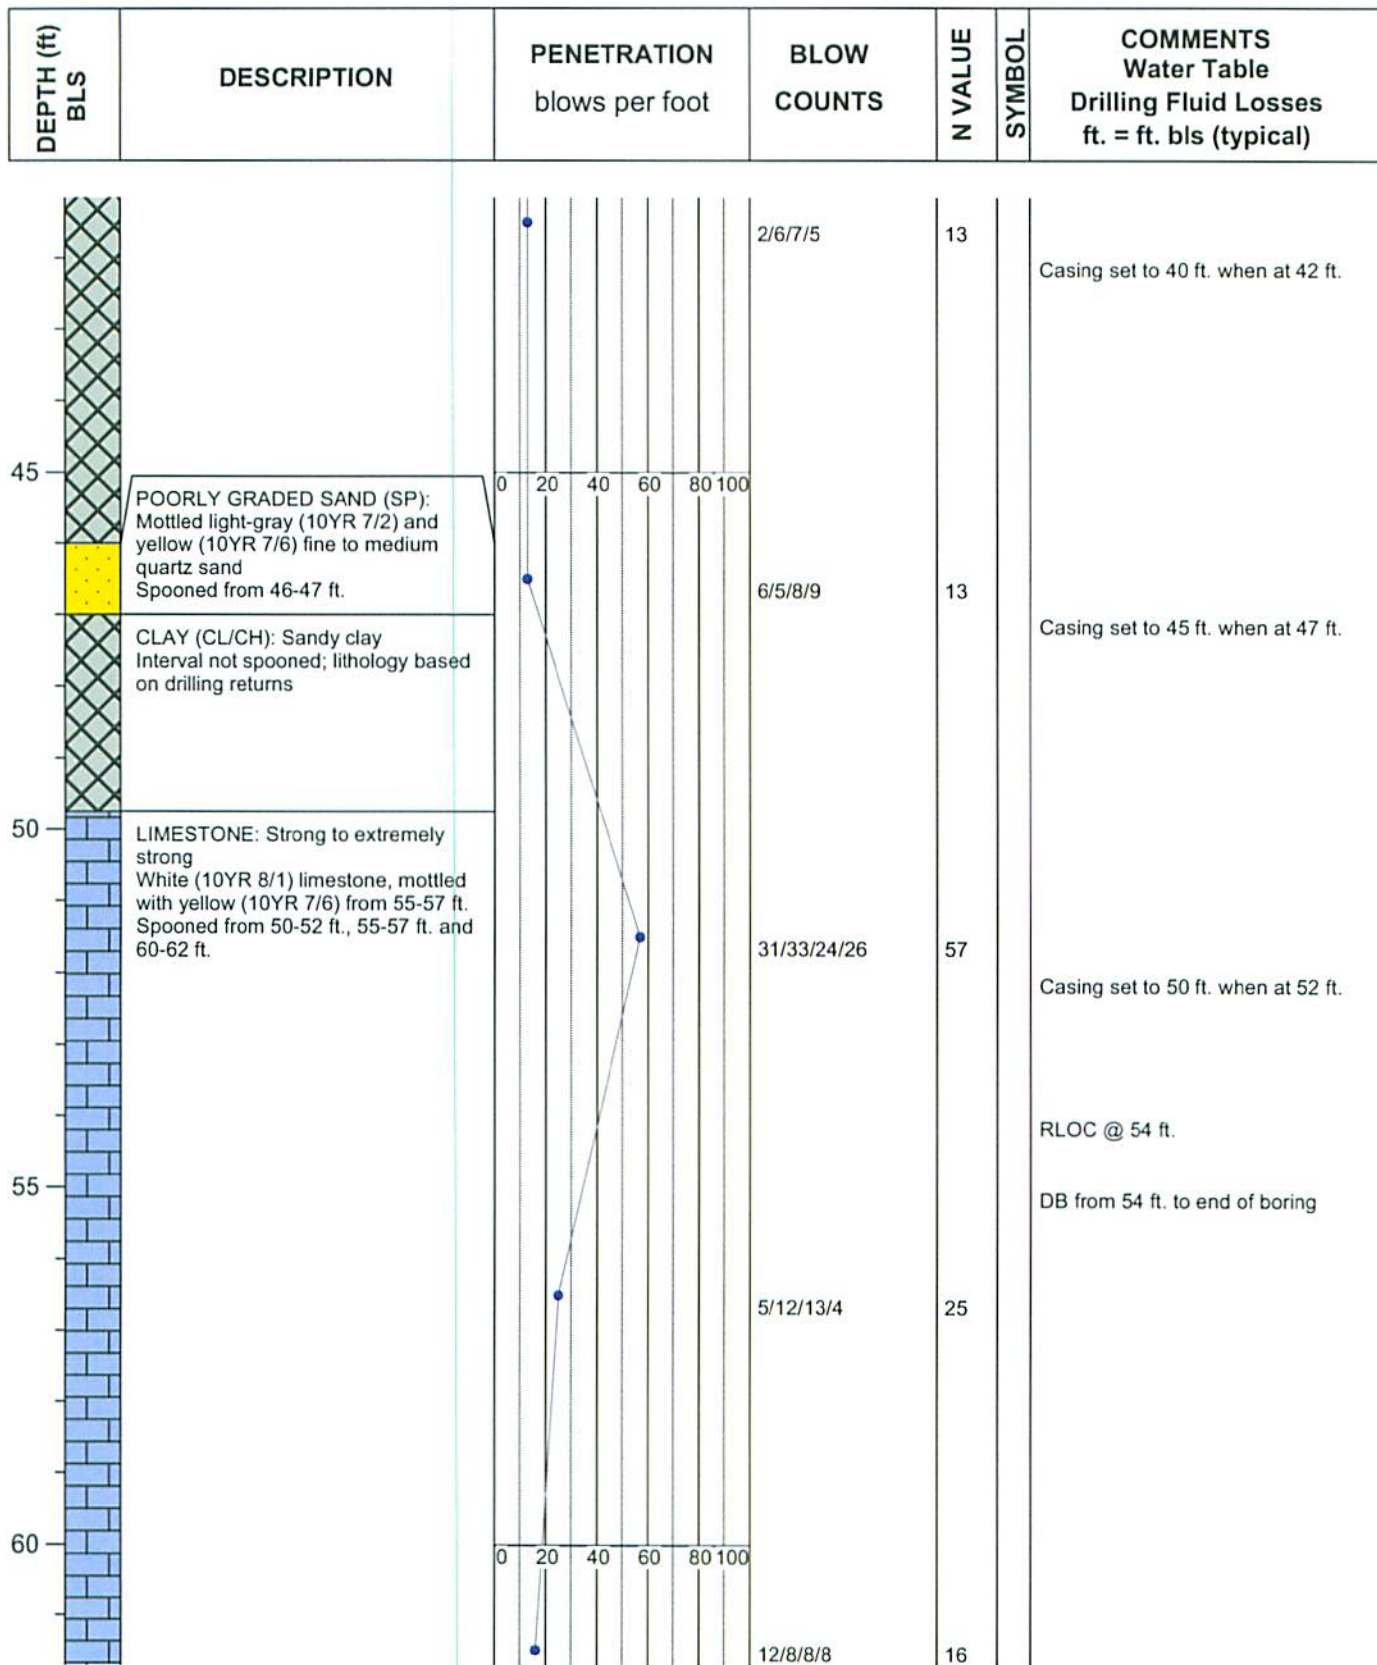 DEPTH (ft)
BLS
DESCRIPTION
PENETRATION
blows per foot
BLOW
COUNTS
N VALUE
SYMBOL
COMMENTS
Water Table
Drilling Fluid Losses
ft. = ft. bls (typical)
2/6/7/5
13
Casing set to 40 ft. when at 42 ft.
45
0 20 40 60 80 100
POORLY GRADED SAND (SP):
Mottled light-gray (10YR 7/2) and
yellow (10YR 7/6) fine to medium
quartz sand
Spooned from 46-47 ft.
6/5/8/9
13
Casing set to 45 ft. when at 47 ft.
CLAY (CL/CH): Sandy clay
Interval not spooned; lithology based
on drilling returns
50
LIMESTONE: Strong to extremely
strong
White (10YR 8/1) limestone, mottled
with yellow (10YR 7/6) from 55-57 ft.
Spooned from 50-52 ft., 55-57 ft. and
60-62 ft.
31/33/24/26
57
Casing set to 50 ft. when at 52 ft.
RLOC @ 54 ft.
55
DB from 54 ft. to end of boring
5/12/13/4
25
60
0 20 40 60 80 100
12/8/8/8
16